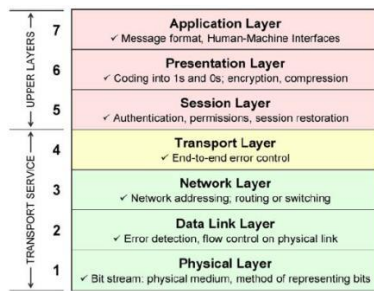 UPPER LAYERS
7
Application Layer
✓ Message format, Human-Machine Interfaces
6
Presentation Layer
✓ Coding into 1s and 0s; encryption, compression
5
Session Layer
✓ Authentication, permissions, session restoration
TRANSPORT SERVICE
4
Transport Layer
✓ End-to-end error control
3
Network Layer
✓ Network addressing; routing or switching
2
Data Link Layer
✓ Error detection, flow control on physical link
1
Physical Layer
✓ Bit stream: physical medium, method of representing bits